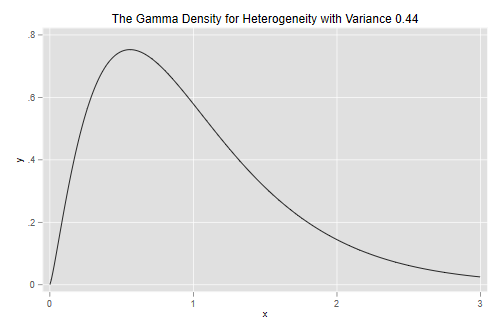 The Gamma Density for Heterogeneity with Variance 0.44
.8
.6
.4
.2
0
y
0 1 2 3
x